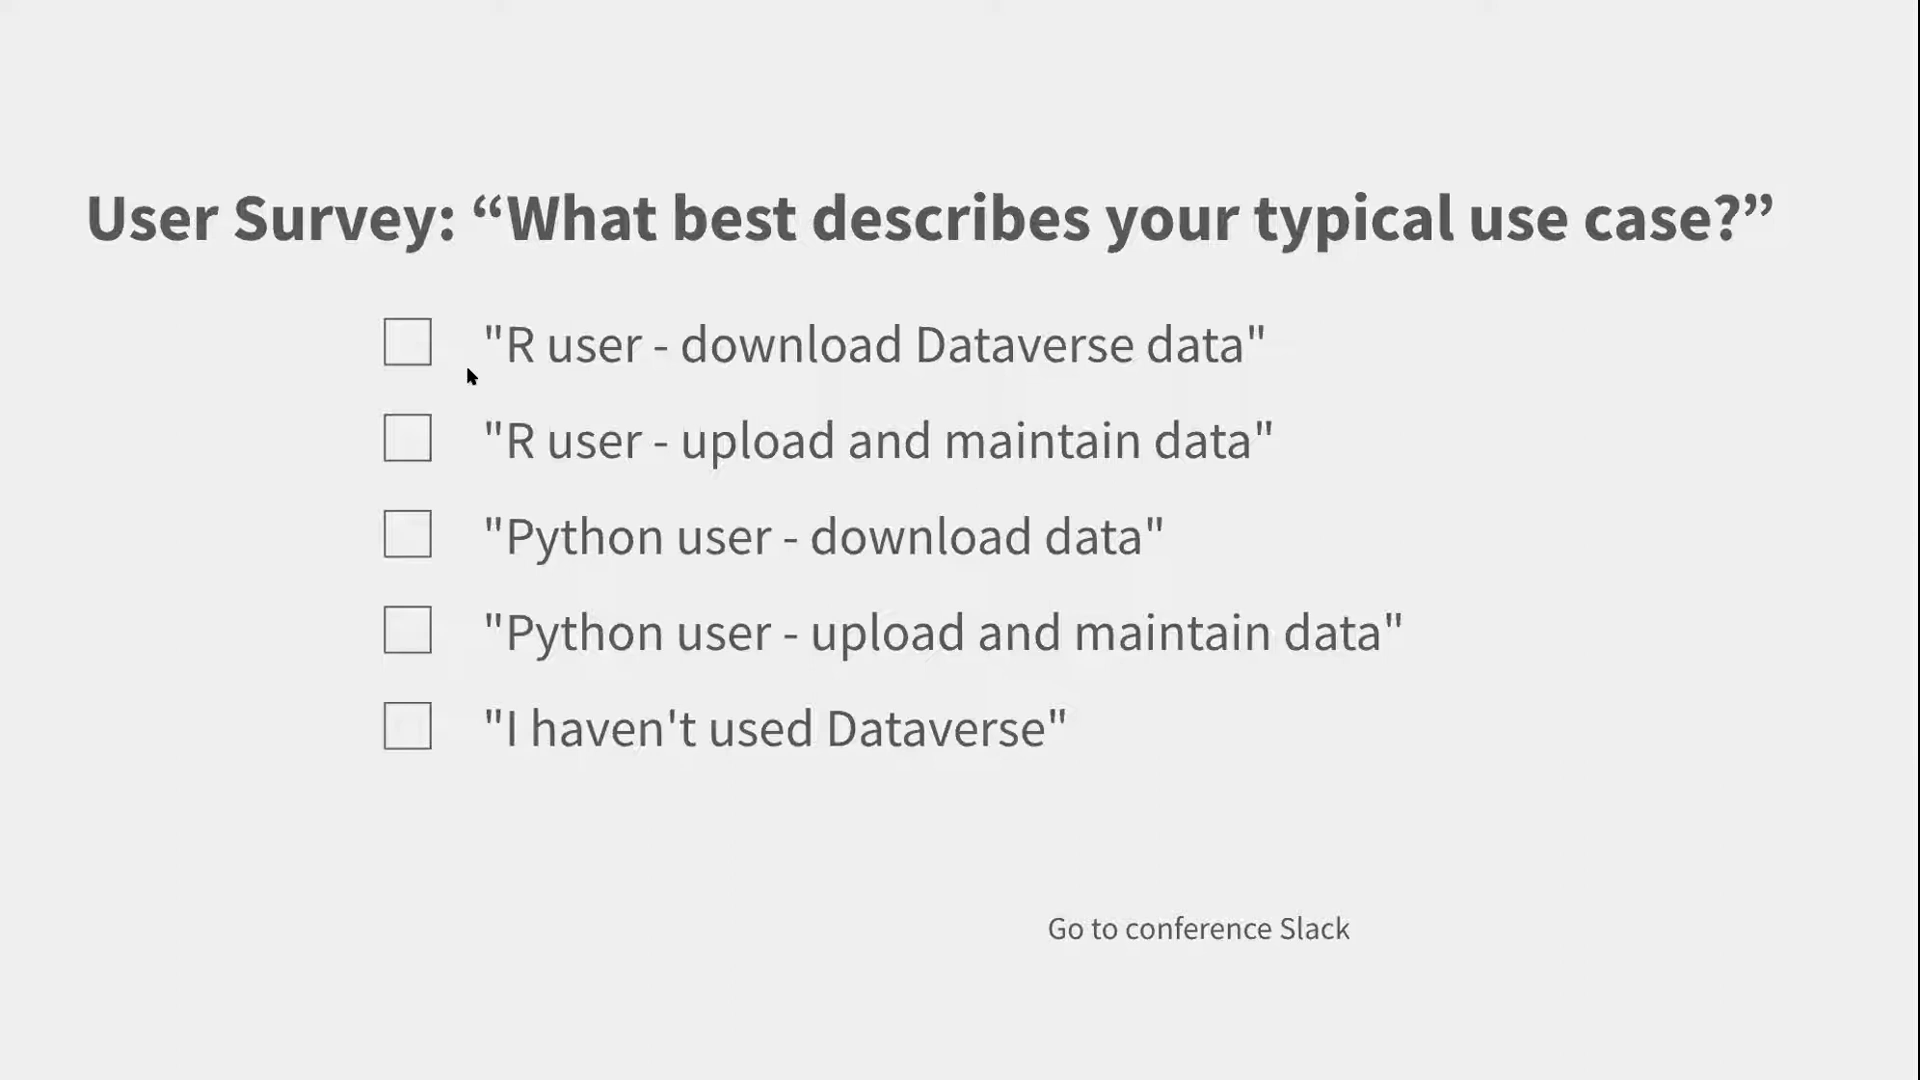 User Survey: “What best describes your typical use case?”
"R user - download Dataverse data"
"R user - upload and maintain data"
"Python user - download data"
"Python user - upload and maintain data"
"I haven't used Dataverse"
Go to conference Slack